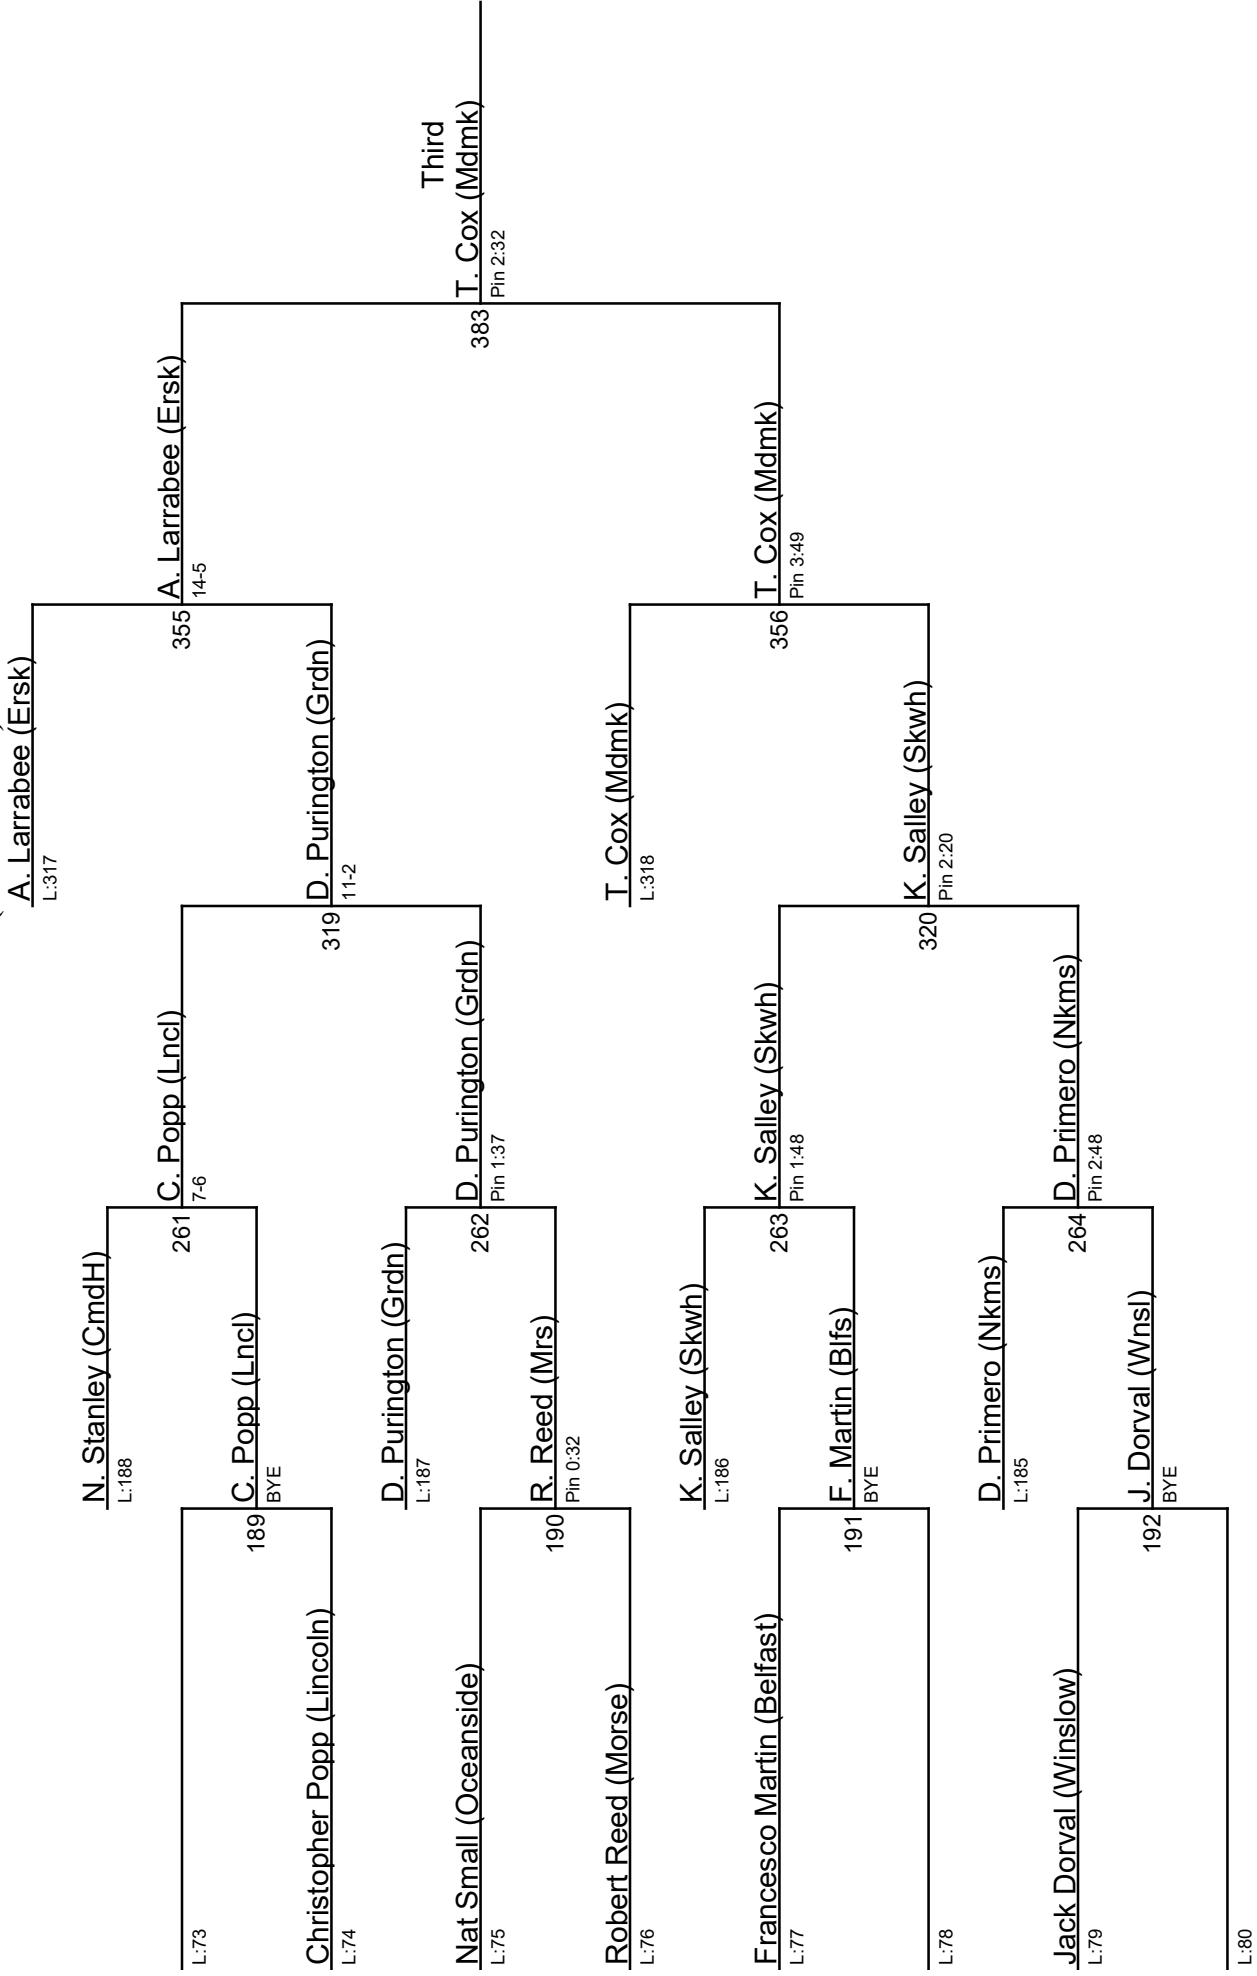 L:73
Christopher Popp (Lincoln)
L:74
Nat Small (Oceanside)
L:75
Robert Reed (Morse)
L:76
Francesco Martin (Belfast)
L:77
L:78
Jack Dorval (Winslow)
L:79
L:80
N. Stanley (CmdH)
L:188
189
C. Popp (Lncl)
BYE
D. Purington (Grdn)
L:187
190
R. Reed (Mrs)
Pin 0:32
K. Salley (Skwh)
L:186
191
F. Martin (Blfs)
BYE
D. Primero (Nkms)
L:185
192
J. Dorval (Wnsl)
BYE
261
C. Popp (Lncl)
7-6
262
D. Purington (Grdn)
Pin 1:37
263
K. Salley (Skwh)
Pin 1:48
264
D. Primero (Nkms)
Pin 2:48
A. Larrabee (Ersk)
L:317
319
D. Purington (Grdn)
11-2
T. Cox (Mdmk)
L:318
320
K. Salley (Skwh)
Pin 2:20
355
A. Larrabee (Ersk)
14-5
356
T. Cox (Mdmk)
Pin 3:49
383
Third
T. Cox (Mdmk)
Pin 2:32